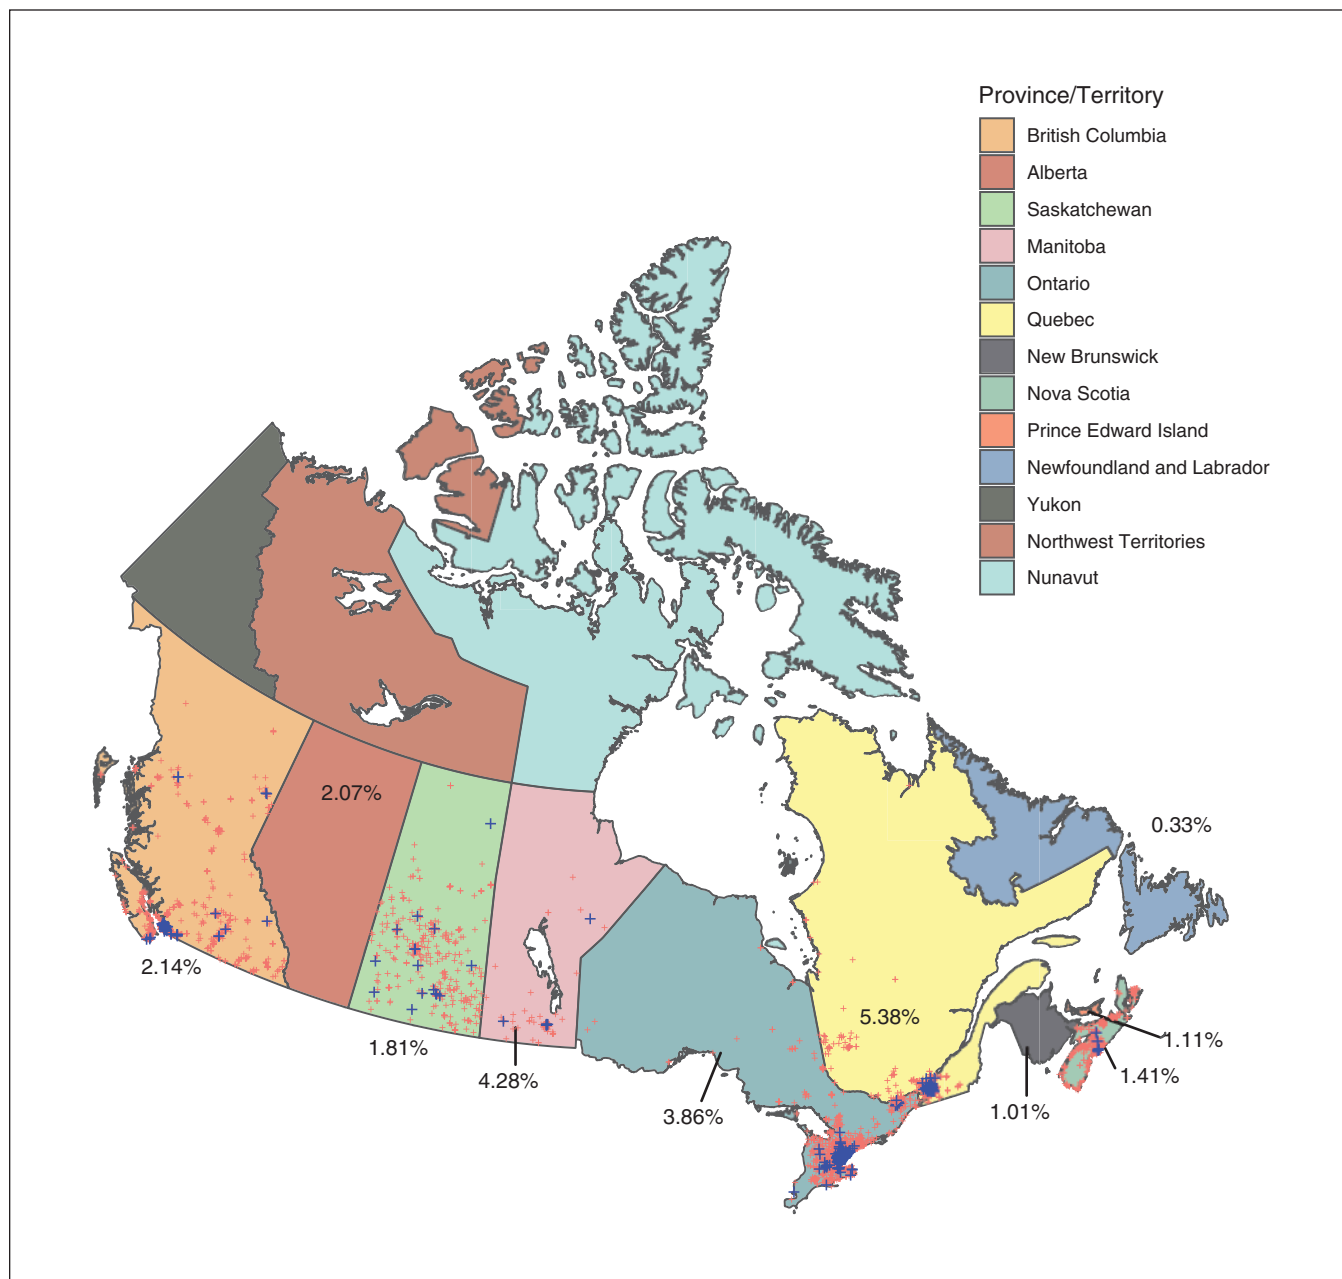 Province/Territory
British Columbia
Alberta
Saskatchewan
Manitoba
Ontario
Quebec
New Brunswick
Nova Scotia
Prince Edward Island
Newfoundland and Labrador
Yukon
Northwest Territories
Nunavut
2.07%
0.33%
2.14%
5.38%
1.81%
1.11%
4.28%
1.41%
3.86%
1.01%